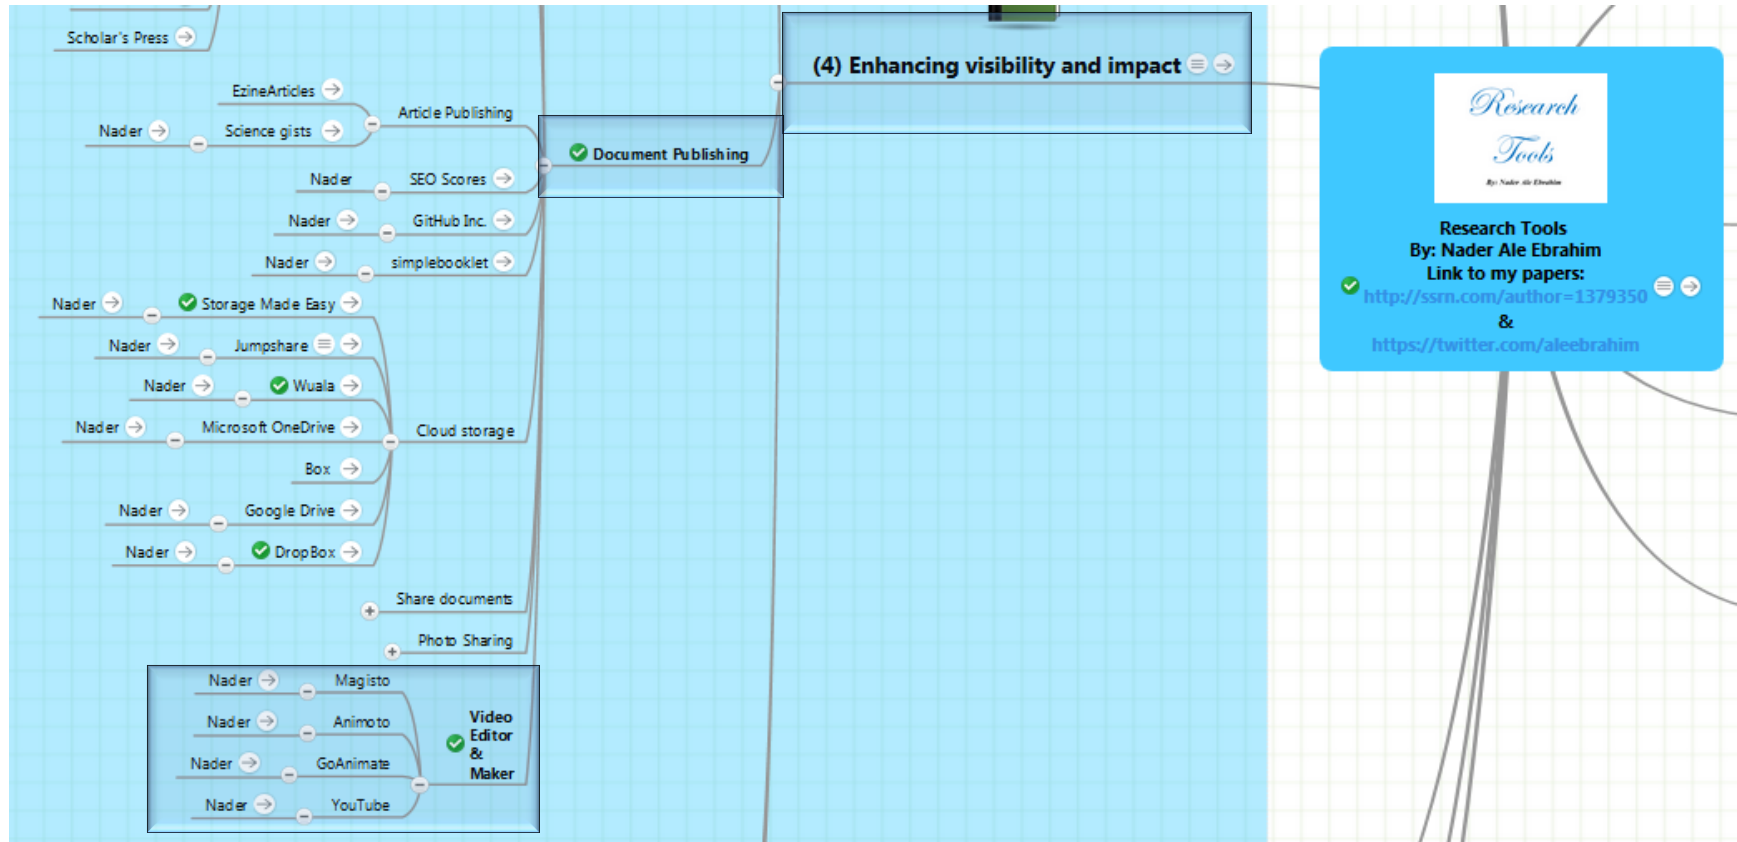 Scholar's Press
(4) Enhancing visibility and impact
EzineArticles
Article Publishing
Nader
Science gists
Document Publishing
Nader
SEO Scores
Nader
GitHub Inc.
Nader
simplebooklet
Nader
Storage Made Easy
Nader
Jumpshare
Nader
Wuala
Nader
Microsoft OneDrive
Cloud storage
Box
Nader
Google Drive
Nader
DropBox
Share documents
Photo Sharing
Nader
Magisto
Nader
Animoto
Nader
GoAnimate
Nader
YouTube
Video
Editor
&
Maker
Research
Tools
By: Nader Ale Ebrahim
Research Tools
By: Nader Ale Ebrahim
Link to my papers:
http://ssrn.com/author=1379350
&
https://twitter.com/aleebrahim